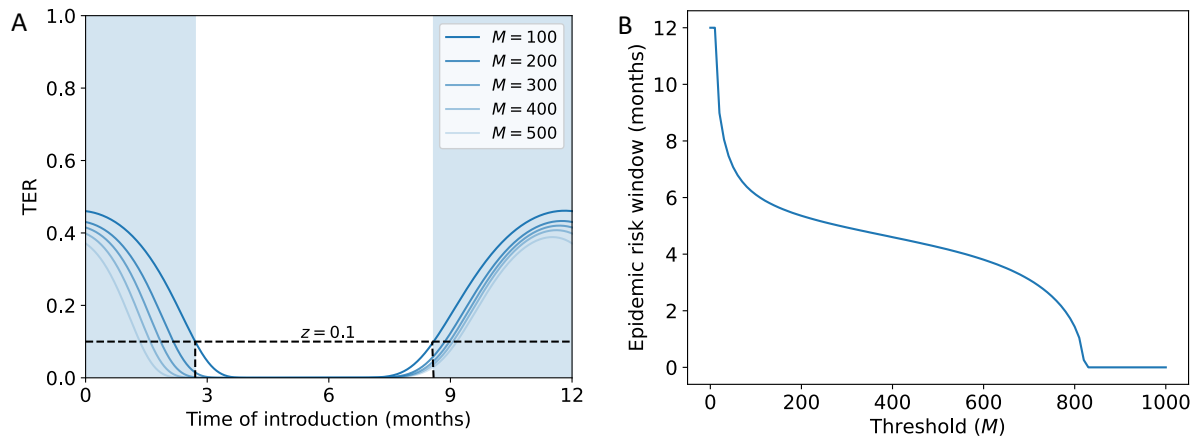 A
1.0
0.8
0.6
0.4
0.2
0.0
TER
0
3
6
9
12
Time of introduction (months)
M = 100
M = 200
M = 300
M = 400
M = 500
z = 0.1
B
12
10
8
6
4
2
0
Epidemic risk window (months)
0
200
400
600
800
1000
Threshold (M)